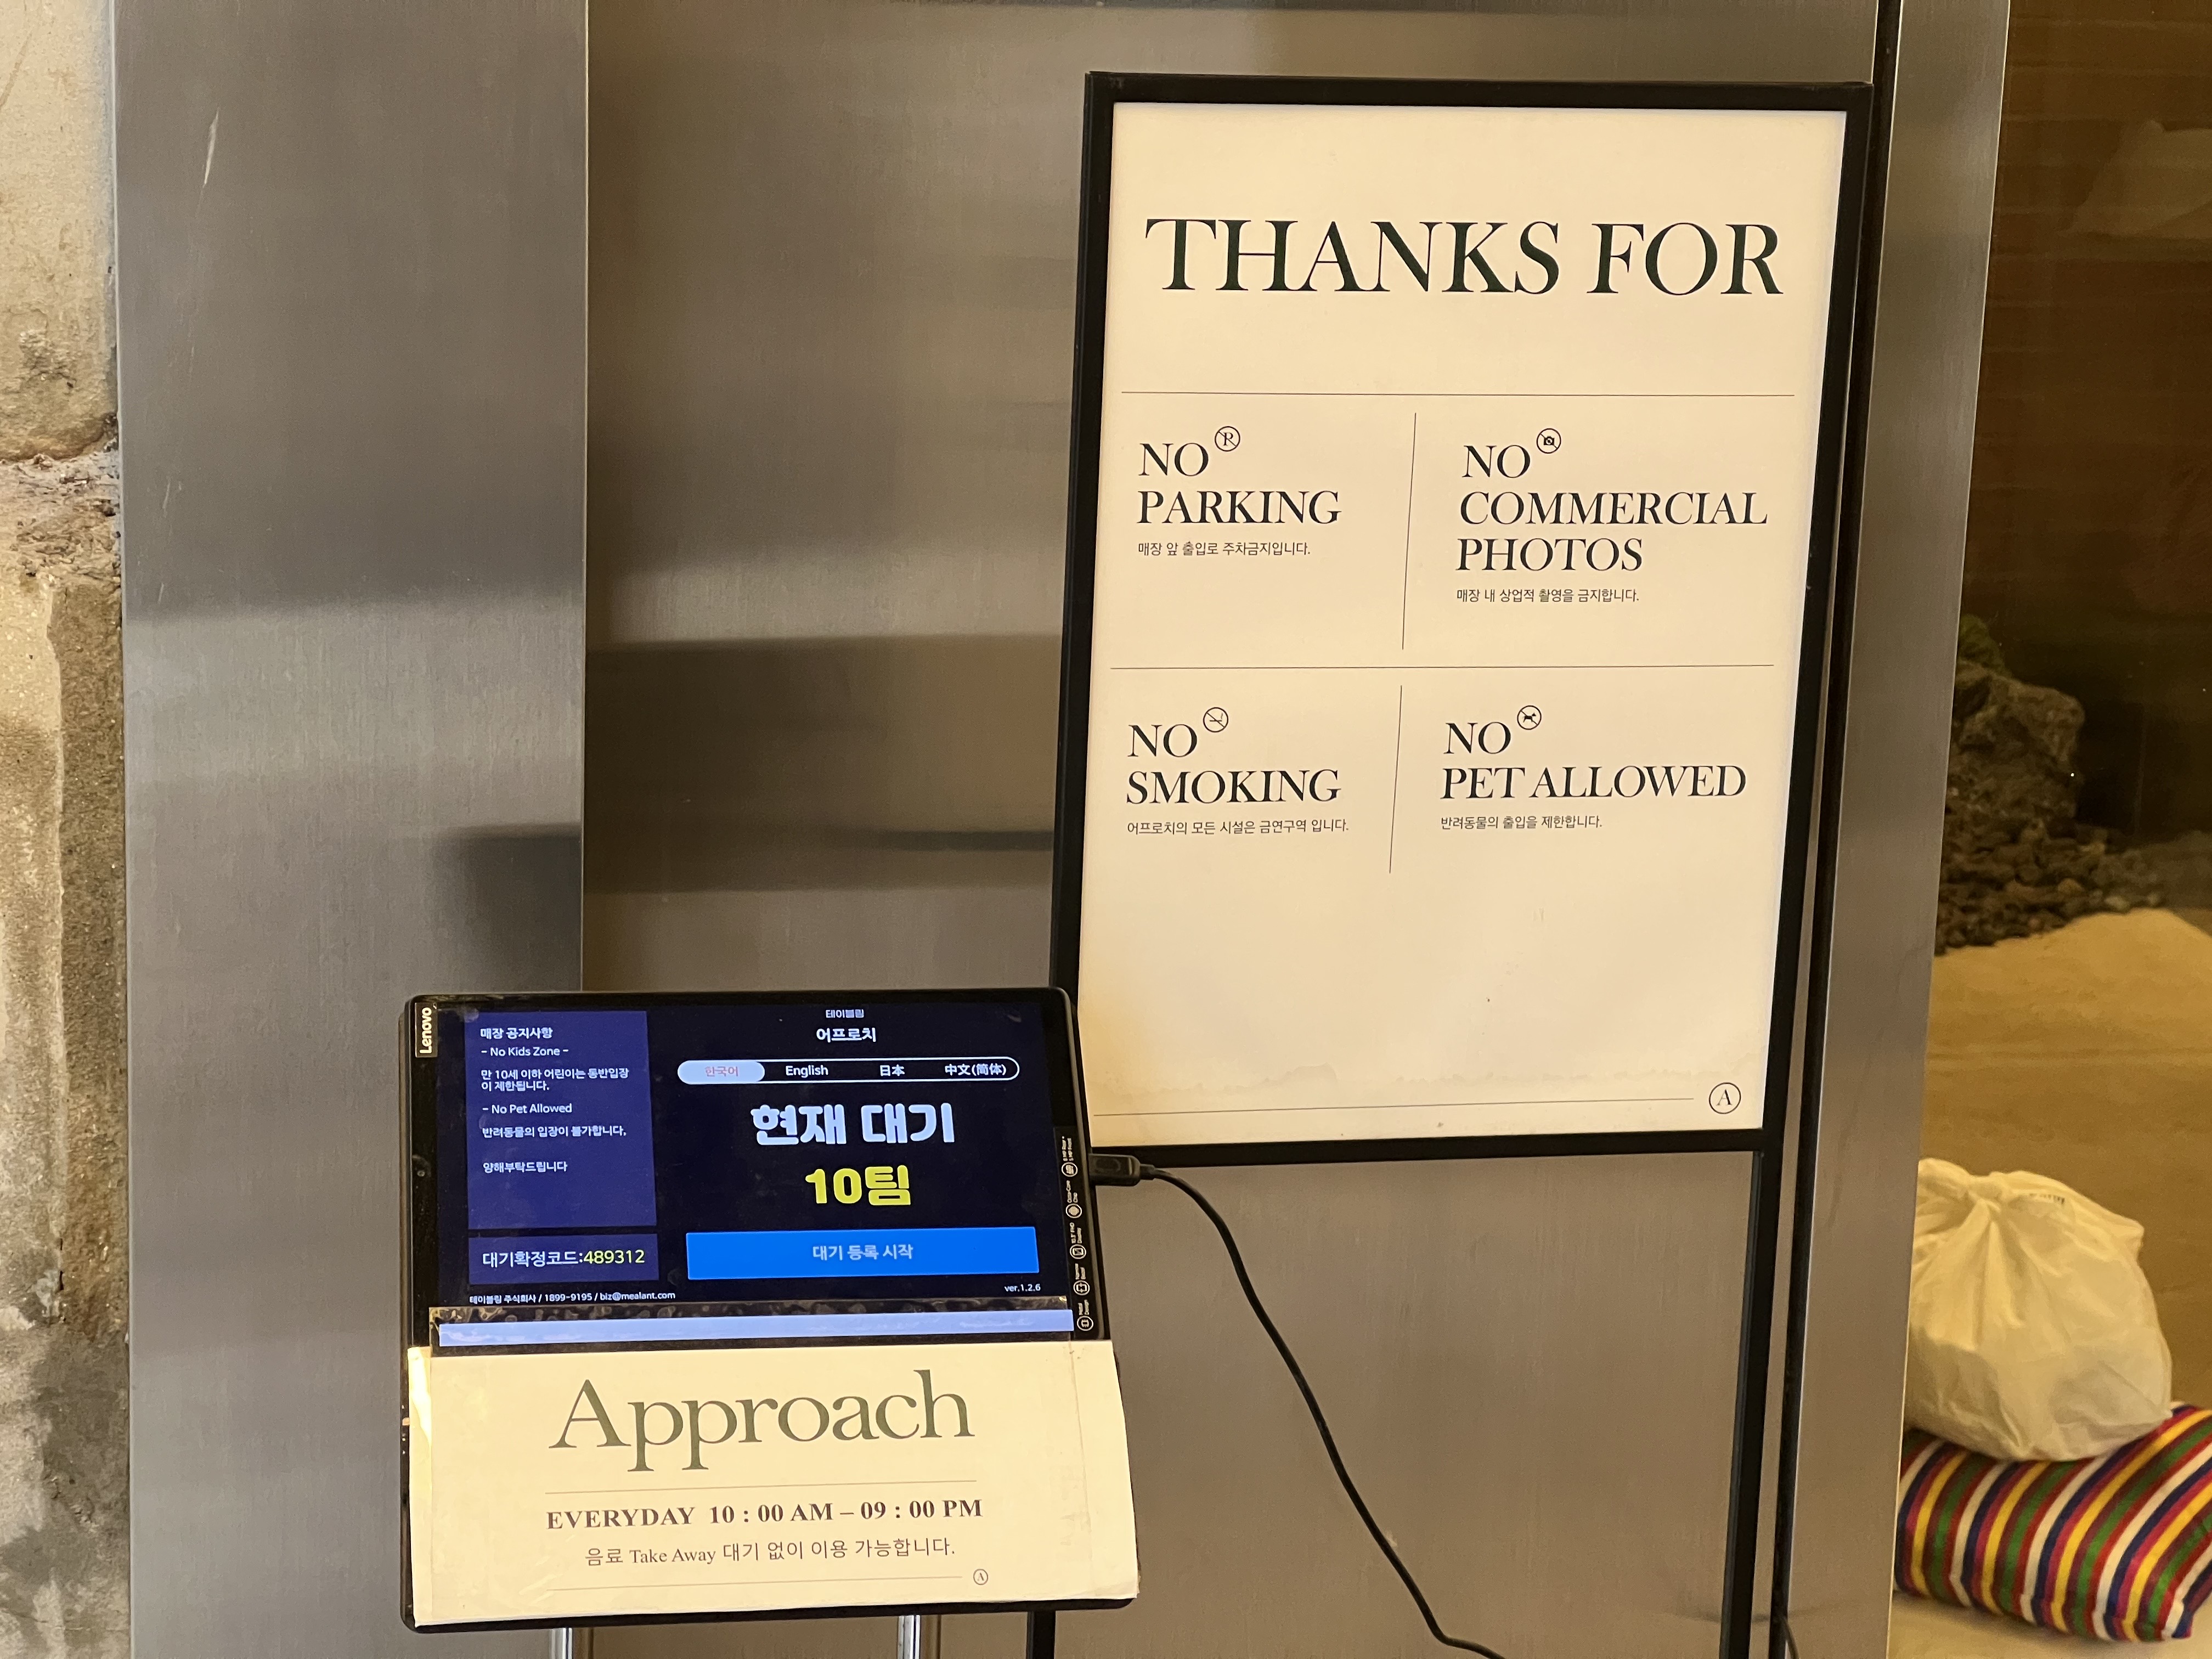 THANKS FOR
NO
PARKING
매장 앞 출입로 주차금지입니다.
NO
COMMERCIAL
PHOTOS
매장 내 상업적 촬영을 금지합니다.
NO
SMOKING
어프로치의 모든 시설은 금연구역 입니다.
NO
PET ALLOWED
반려동물의 출입을 제한합니다.
A
Lenovo
매장 공지사항
- No Kids Zone -
만 10세 이하 어린이는 동반입장
이 제한됩니다.
- No Pet Allowed
반려동물의 입장이 불가합니다.
양해부탁드립니다
대기확정코드:489312
테이블링
어프로치
한국어 English 日本 中文(简体)
현재 대기
10팀
대기 등록 시작
테이블링 주식회사 / 1899-9195 / biz@mealant.com
ver.1.2.6
Approach
EVERYDAY 10 : 00 AM – 09 : 00 PM
음료 Take Away 대기 없이 이용 가능합니다.
A